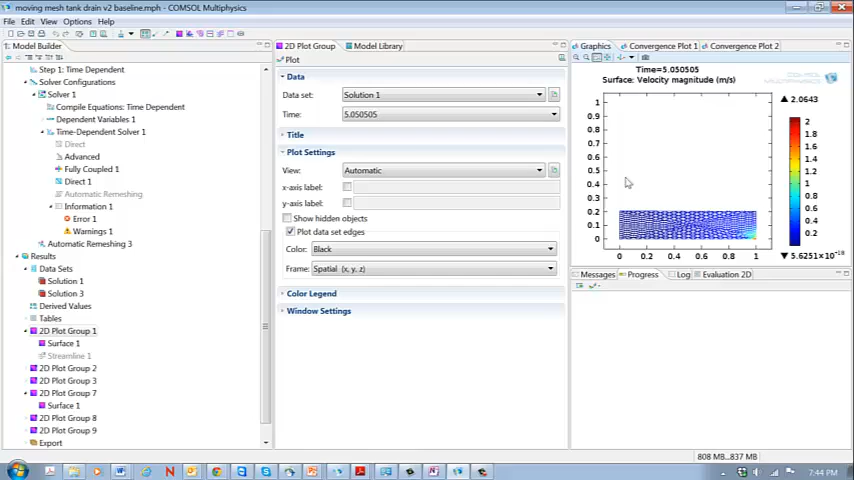 moving mesh tank drain v2 baseline.mph - COMSOL Multiphysics
File Edit View Options Help
Model Builder
Step 1: Time Dependent
Solver Configurations
Solver 1
Compile Equations: Time Dependent
Dependent Variables 1
Time-Dependent Solver 1
Direct
Advanced
Fully Coupled 1
Direct 1
Automatic Remeshing
Information 1
Error 1
Warnings 1
Automatic Remeshing 3
Results
Data Sets
Solution 1
Solution 3
Derived Values
Tables
2D Plot Group 1
Surface 1
Streamline 1
2D Plot Group 2
2D Plot Group 3
2D Plot Group 7
Surface 1
2D Plot Group 8
2D Plot Group 9
Export
2D Plot Group Model Library
Plot
Data
Data set: Solution 1
Time: 5.050505
Title
Plot Settings
View: Automatic
x-axis label:
y-axis label:
Show hidden objects
Plot data set edges
Color: Black
Frame: Spatial (x, y, z)
Color Legend
Window Settings
Graphics Convergence Plot 1 Convergence Plot 2
Time=5.050505
Surface: Velocity magnitude (m/s)
COMSOL
MULTIPHYSICS
1
0.9
0.8
0.7
0.6
0.5
0.4
0.3
0.2
0.1
0
0 0.2 0.4 0.6 0.8 1
▲ 2.0643
2
1.8
1.6
1.4
1.2
1
0.8
0.6
0.4
0.2
Messages Progress Log Evaluation 2D
808 MB...837 MB
7:44 PM